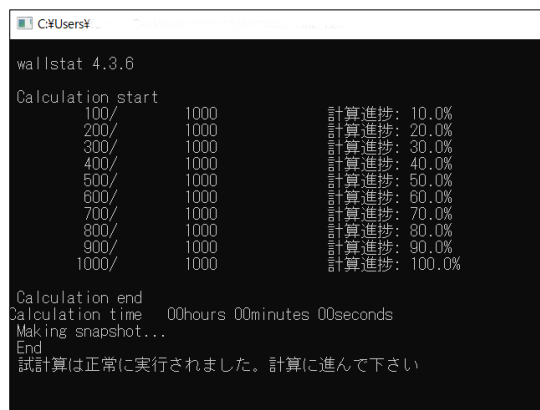 C:¥Users¥
wallstat 4.3.6
Calculation start
100/ 1000 計算進捗: 10.0%
200/ 1000 計算進捗: 20.0%
300/ 1000 計算進捗: 30.0%
400/ 1000 計算進捗: 40.0%
500/ 1000 計算進捗: 50.0%
600/ 1000 計算進捗: 60.0%
700/ 1000 計算進捗: 70.0%
800/ 1000 計算進捗: 80.0%
900/ 1000 計算進捗: 90.0%
1000/ 1000 計算進捗: 100.0%
Calculation end
Calculation time 00hours 00minutes 00seconds
Making snapshot...
End
試計算は正常に実行されました。計算に進んで下さい